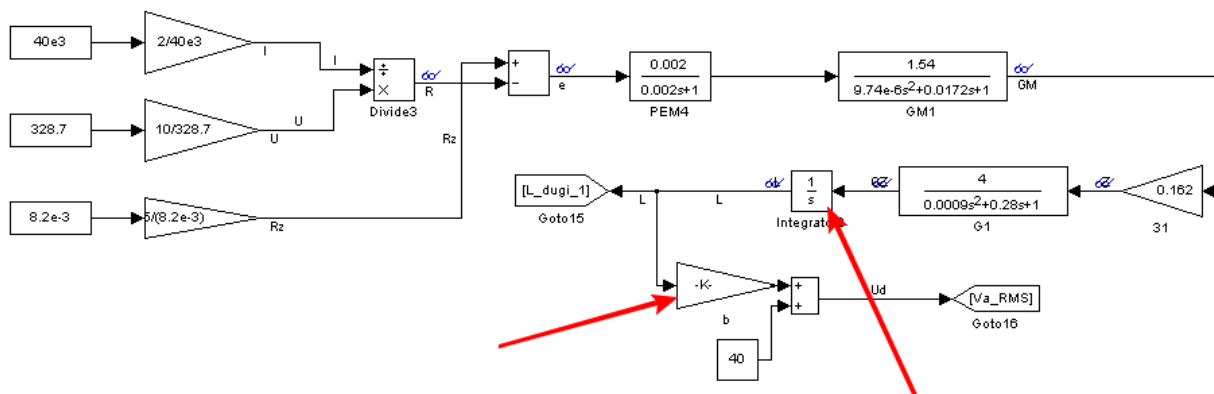 40e3
2/40e3
I
I
÷
×
Divide3
R
+
−
e
0.002
0.002s+1
PEM4
1.54
9.74e-6s²+0.0172s+1
GM1
GM
328.7
10/328.7
U
U
Rz
8.2e-3
5/(8.2e-3)
Rz
[L_dugi_1]
Goto15
L
L
1
s
4
0.0009s²+0.28s+1
G1
0.162
31
-K-
b
+
+
40
Ud
[Va_RMS]
Goto16